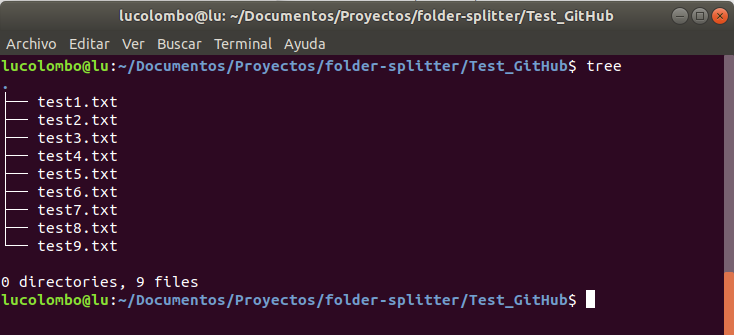 lucolombo@lu: ~/Documentos/Proyectos/folder-splitter/Test_GitHub
Archivo Editar Ver Buscar Terminal Ayuda
lucolombo@lu:~/Documentos/Proyectos/folder-splitter/Test_GitHub$ tree
.
├── test1.txt
├── test2.txt
├── test3.txt
├── test4.txt
├── test5.txt
├── test6.txt
├── test7.txt
├── test8.txt
└── test9.txt
0 directories, 9 files
lucolombo@lu:~/Documentos/Proyectos/folder-splitter/Test_GitHub$